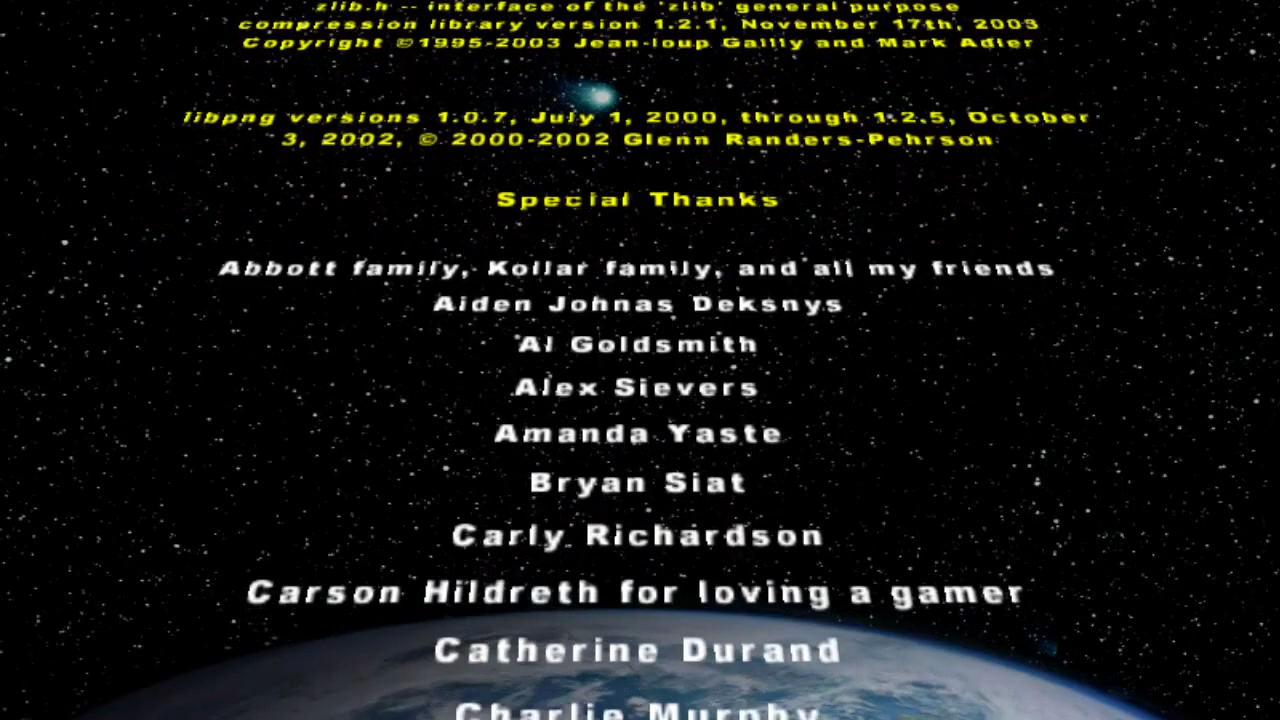 zlib.h -- interface of the 'zlib' general purpose
compression library version 1.2.1, November 17th, 2003
Copyright ©1995-2003 Jean-loup Gailly and Mark Adler
libpng versions 1.0.7, July 1, 2000, through 1.2.5, October
3, 2002, © 2000-2002 Glenn Randers-Pehrson
Special Thanks
Abbott family, Kollar family, and all my friends
Aiden Johnas Deksnys
Al Goldsmith
Alex Sievers
Amanda Yaste
Bryan Siat
Carly Richardson
Carson Hildreth for loving a gamer
Catherine Durand
Charlie Murphy